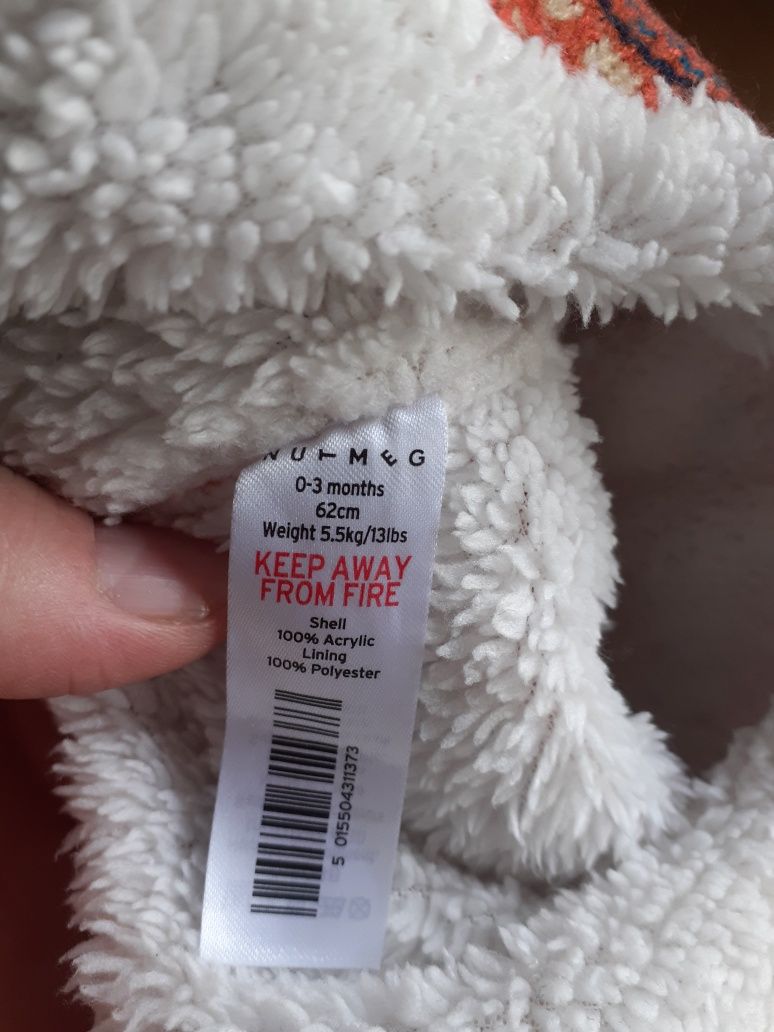 NUTMEG
0-3 months
62cm
Weight 5.5kg/13lbs
KEEP AWAY
FROM FIRE
Shell
100% Acrylic
Lining
100% Polyester
5 015504311373